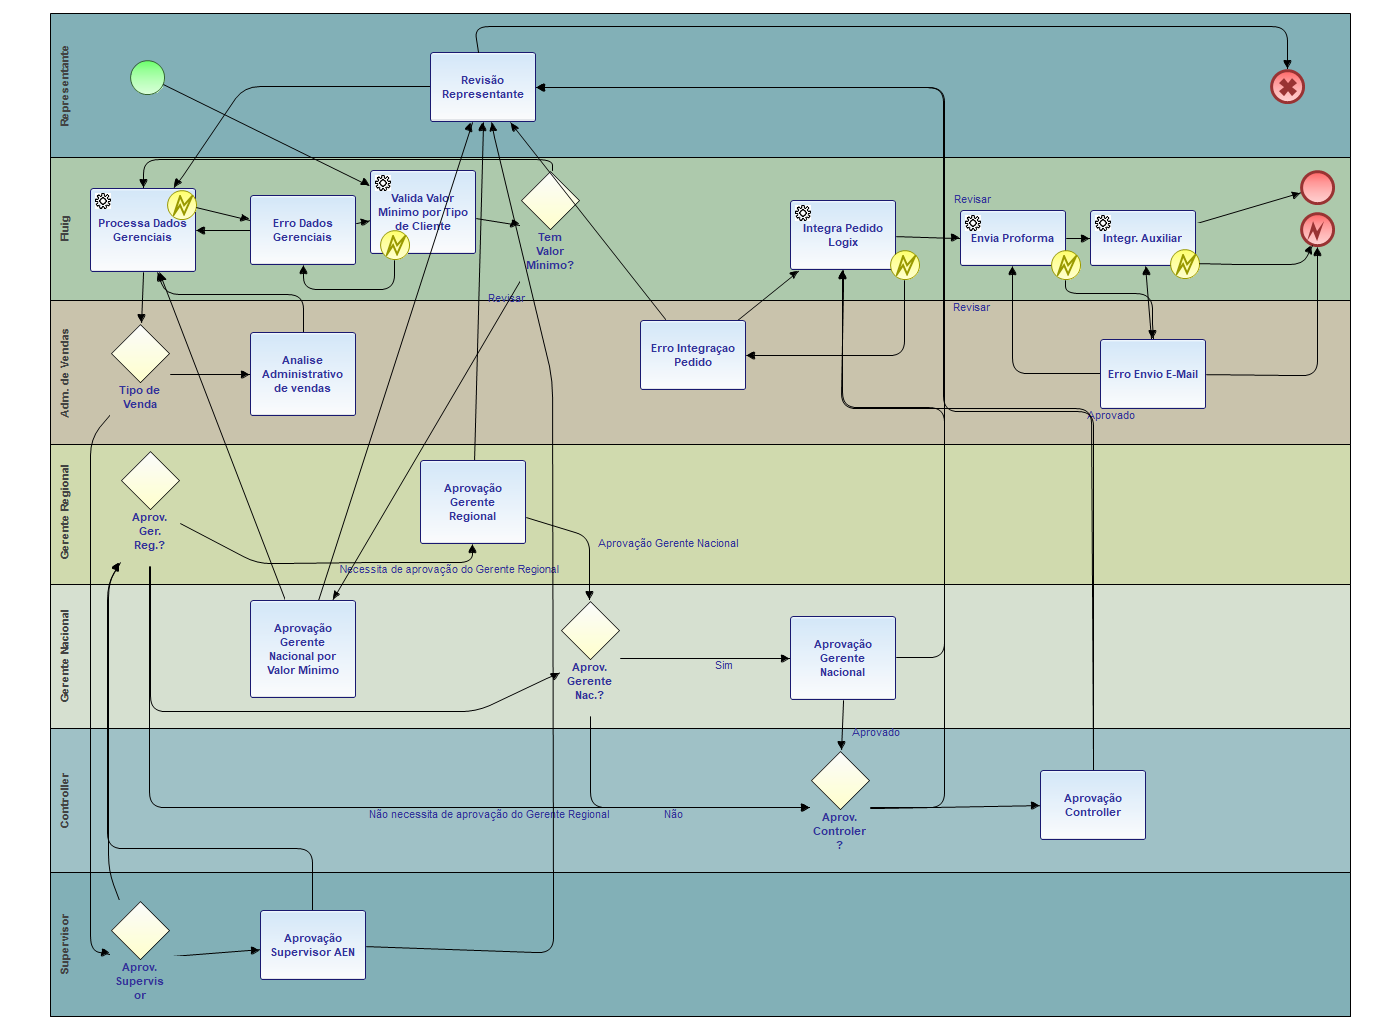 Representante
Revisão
Representante
Fluig
Processa Dados
Gerenciais
Erro Dados
Gerenciais
Valida Valor
Mínimo por Tipo
de Cliente
Tem
Valor
Mínimo?
Integra Pedido
Logix
Revisar
Envia Proforma
Integr. Auxiliar
Revisar
Revisar
Adm. de Vendas
Tipo de
Venda
Analise
Administrativo
de vendas
Erro Integraçao
Pedido
Erro Envio E-Mail
Aprovado
Gerente Regional
Aprov.
Ger.
Reg.?
Aprovação
Gerente
Regional
Aprovação Gerente Nacional
Necessita de aprovação do Gerente Regional
Gerente Nacional
Aprovação
Gerente
Nacional por
Valor Mínimo
Aprov.
Gerente
Nac.?
Sim
Aprovação
Gerente
Nacional
Aprovado
Controller
Não necessita de aprovação do Gerente Regional
Não
Aprov.
Controler
?
Aprovação
Controller
Supervisor
Aprov.
Supervis
or
Aprovação
Supervisor AEN